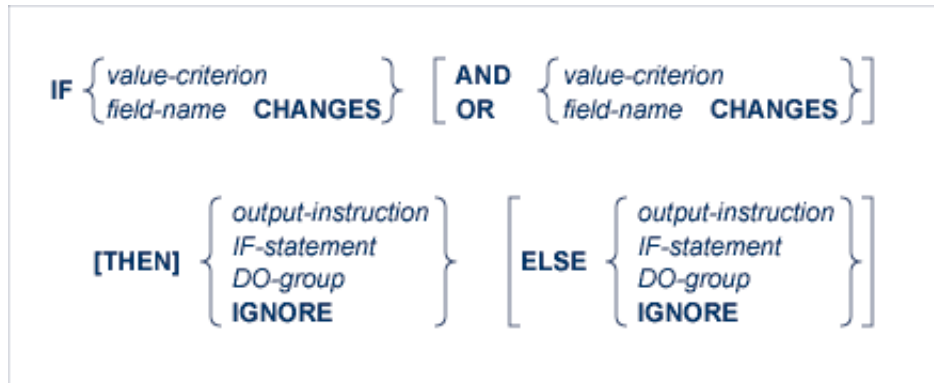 IF { value-criterion } [ AND { value-criterion } ]
field-name CHANGES OR field-name CHANGES
[THEN] { output-instruction } [ ELSE { output-instruction } ]
IF-statement IF-statement
DO-group DO-group
IGNORE IGNORE